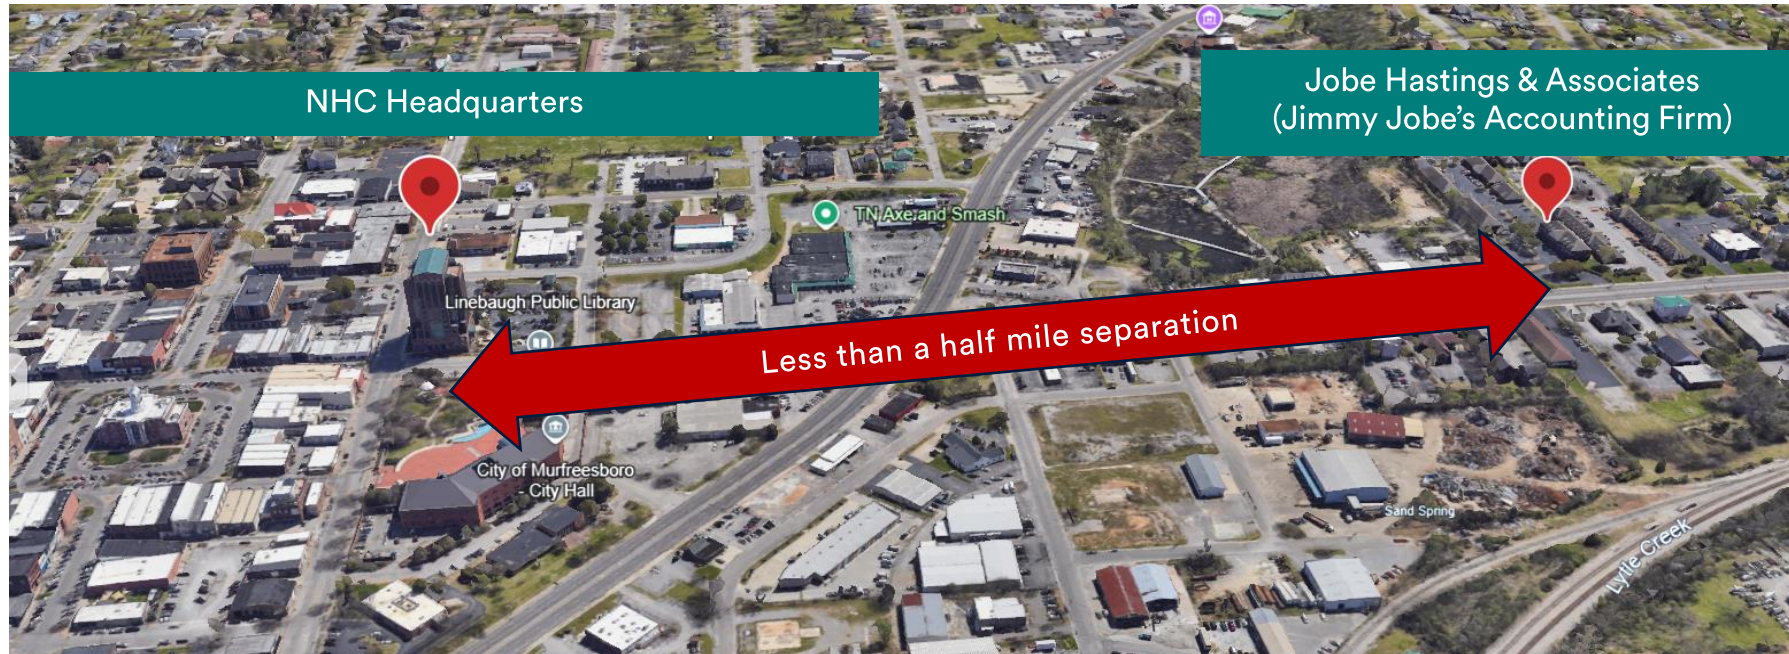 NHC Headquarters
Jobe Hastings & Associates
(Jimmy Jobe's Accounting Firm)
TN Axe and Smash
Linebaugh Public Library
Less than a half mile separation
City of Murfreesboro
- City Hall
Sand Spring
Lytle Creek